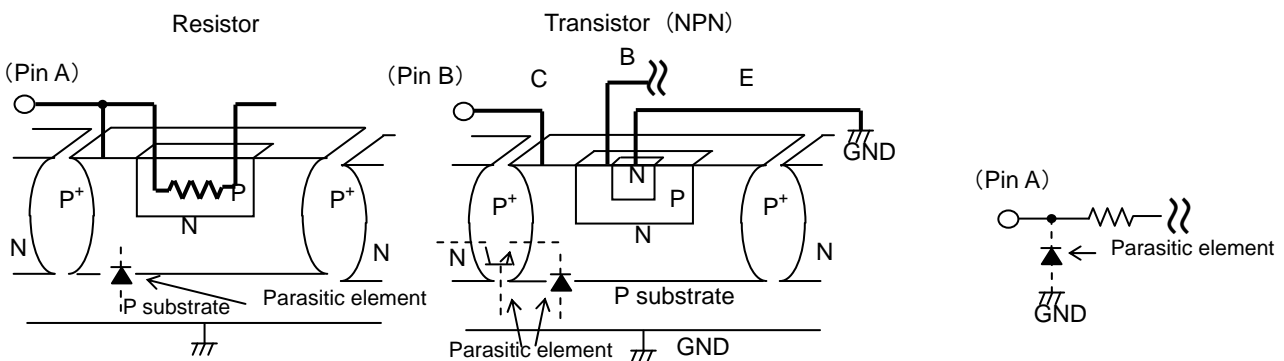 Resistor
Transistor（NPN）
（Pin A）
（Pin B）
C
B
E
GND
P⁺
P
P⁺
N
N
N
P substrate
Parasitic element
P⁺
N
P
P⁺
N
N
N
P substrate
Parasitic element
GND
（Pin A）
Parasitic element
GND